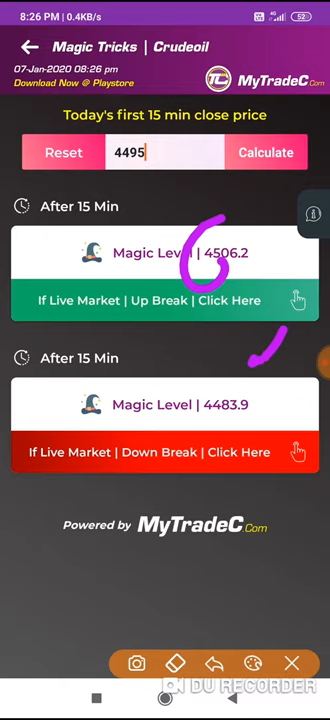 8:26 PM | 0.4KB/s
4G
52
Magic Tricks | Crudeoil
07-Jan-2020 08:26 pm
Download Now @ Playstore
TC
MyTradeC.Com
Today's first 15 min close price
Reset
4495
Calculate
After 15 Min
Magic Level | 4506.2
If Live Market | Up Break | Click Here
After 15 Min
Magic Level | 4483.9
If Live Market | Down Break | Click Here
Powered by MyTradeC.Com
DU RECORDER